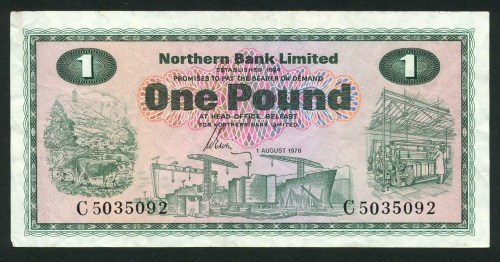 1 Northern Bank Limited 1
ESTABLISHED 1824
PROMISES TO PAY THE BEARER ON DEMAND
One Pound
AT HEAD OFFICE, BELFAST
FOR NORTHERN BANK LIMITED
1 AUGUST 1978
C 5035092 C 5035092